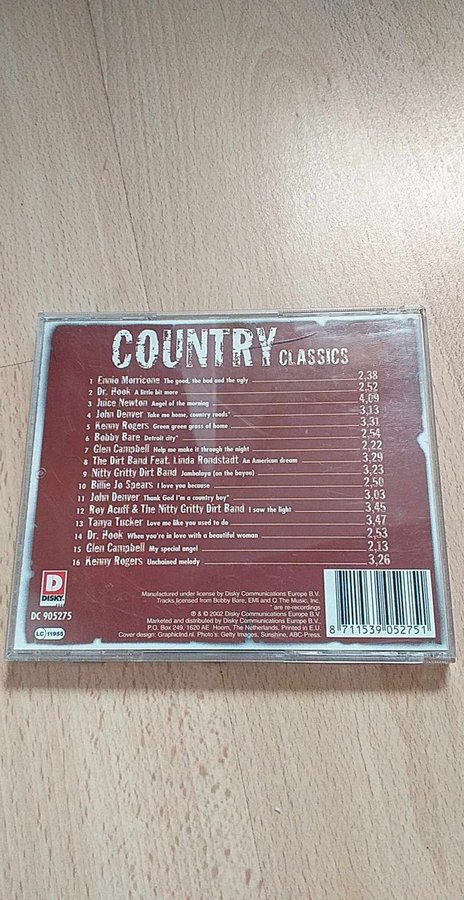 COUNTRY CLASSICS
1 Ennio Morricone The good, the bad and the ugly 2,38
2 Dr. Hook A little bit more 2,52
3 Juice Newton Angel of the morning 4,09
4 John Denver Take me home, country roads* 3,13
5 Kenny Rogers Green green grass of home 3,31
6 Bobby Bare Detroit city* 2,54
7 Glen Campbell Help me make it through the night 2,22
8 The Dirt Band Feat. Linda Rondstadt An American dream 3,29
9 Nitty Gritty Dirt Band Jambalaya (on the bayou) 3,23
10 Billie Jo Spears I love you because 2,50
11 John Denver Thank God I'm a country boy* 3,03
12 Roy Acuff & The Nitty Gritty Dirt Band I saw the light 3,45
13 Tanya Tucker Love me like you used to do 3,47
14 Dr. Hook When you're in love with a beautiful woman 2,53
15 Glen Campbell My special angel 2,13
16 Kenny Rogers Unchained melody 3,26
D
DISKY
DC 905275
LC 11955
Manufactured under license by Disky Communications Europe B.V.
Tracks licensed from Bobby Bare, EMI and Q The Music, Inc.
* are re-recordings
℗ & © 2002 Disky Communications Europe B.V.
Marketed and distributed by Disky Communications Europe B.V.,
P.O. Box 249, 1620 AE Hoorn, The Netherlands. Printed in E.U.
Cover design: GraphicInd.nl. Photo's: Getty Images, Sunshine, ABC-Press.
8 711539 052751